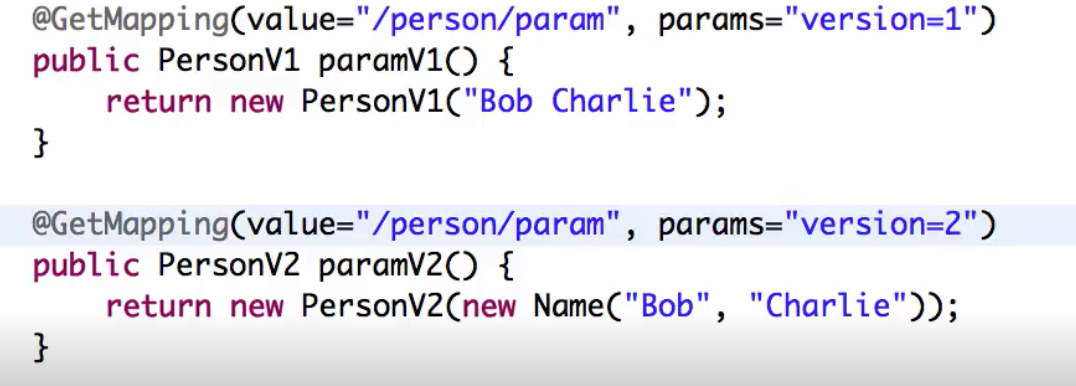 @GetMapping(value="/person/param", params="version=1")
public PersonV1 paramV1() {
    return new PersonV1("Bob Charlie");
}
@GetMapping(value="/person/param", params="version=2")
public PersonV2 paramV2() {
    return new PersonV2(new Name("Bob", "Charlie"));
}